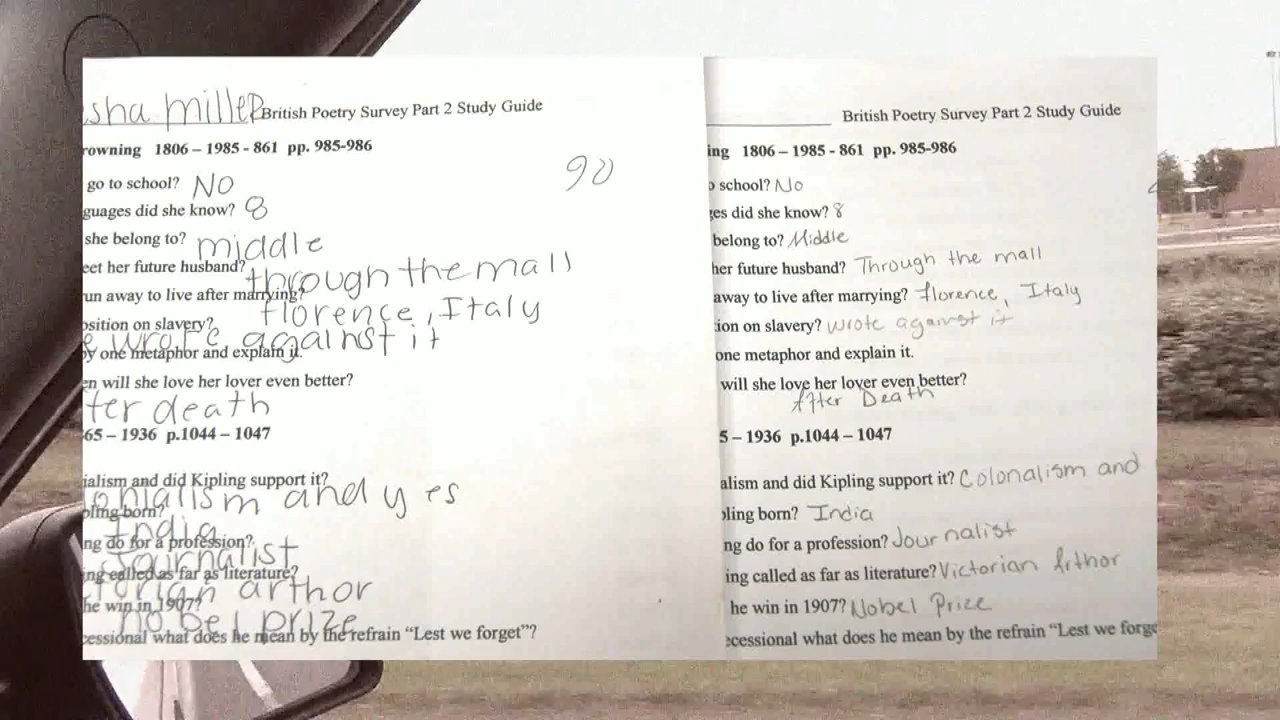 sha miller British Poetry Survey Part 2 Study Guide
rowning 1806 – 1985 - 861 pp. 985-986
90
go to school? NO
guages did she know? 8
she belong to? middle
eet her future husband? through the mall
un away to live after marrying? florence, Italy
osition on slavery? e wrote against it
y one metaphor and explain it.
en will she love her lover even better?
ter death
65 – 1936 p.1044 – 1047
ialism and did Kipling support it?
onialism and yes
pling born? India
ng do for a profession? Journalist
ing called as far as literature? torian arthor
he win in 1907? nobel prize
cessional what does he mean by the refrain “Lest we forget”?
British Poetry Survey Part 2 Study Guide
ing 1806 – 1985 - 861 pp. 985-986
o school? No
es did she know? 8
belong to? Middle
her future husband? Through the mall
away to live after marrying? florence, Italy
ion on slavery? wrote against it
one metaphor and explain it.
will she love her lover even better?
After Death
5 – 1936 p.1044 – 1047
alism and did Kipling support it? Colonalism and
ling born? India
ng do for a profession? Journalist
ing called as far as literature? Victorian Arthor
he win in 1907? Nobel Prize
ecessional what does he mean by the refrain “Lest we forge